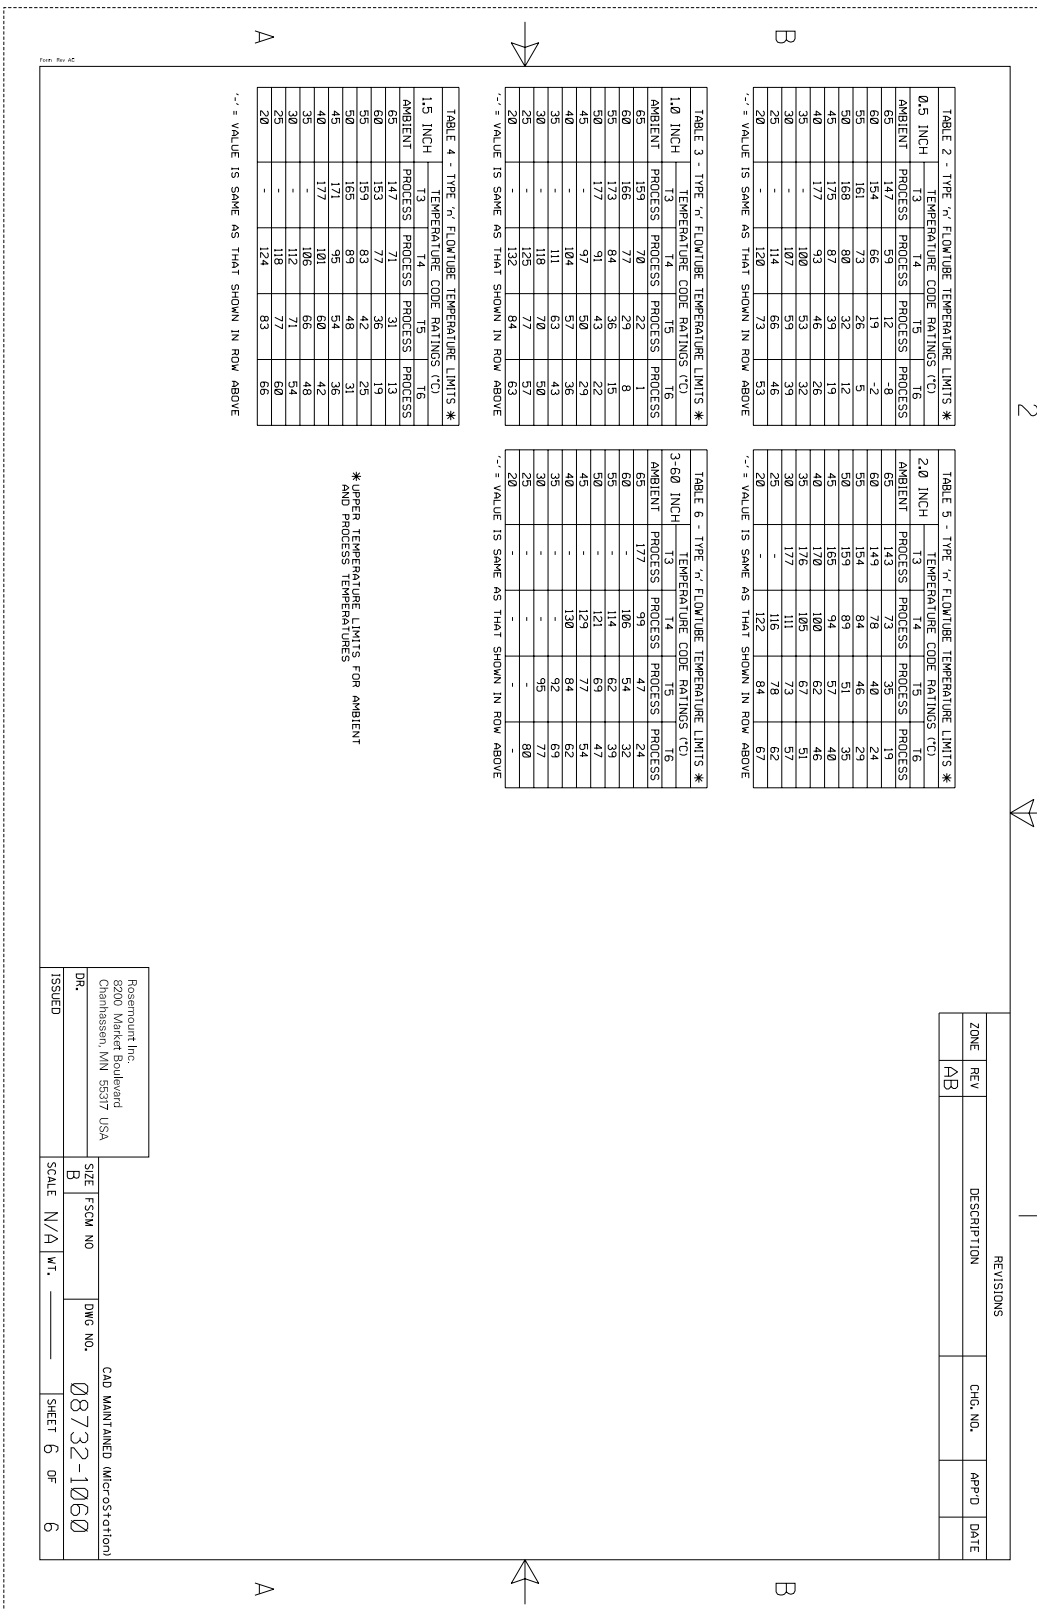 2
B
B
A
A
REVISIONS
ZONE REV DESCRIPTION CHG. NO. APP'D DATE
AB
TABLE 2 - TYPE 'n' FLOWTUBE TEMPERATURE LIMITS *
0.5 INCH TEMPERATURE CODE RATINGS (°C)
T3 T4 T5 T6
AMBIENT PROCESS PROCESS PROCESS PROCESS
65 147 59 12 -8
60 154 66 19 -2
55 161 73 26 5
50 168 80 32 12
45 175 87 39 19
40 177 93 46 26
35 - 100 53 32
30 - 107 59 39
25 - 114 66 46
20 - 120 73 53
'-' = VALUE IS SAME AS THAT SHOWN IN ROW ABOVE
TABLE 5 - TYPE 'n' FLOWTUBE TEMPERATURE LIMITS *
2.0 INCH TEMPERATURE CODE RATINGS (°C)
T3 T4 T5 T6
AMBIENT PROCESS PROCESS PROCESS PROCESS
65 143 73 35 19
60 149 78 40 24
55 154 84 46 29
50 159 89 51 35
45 165 94 57 40
40 170 100 62 46
35 176 105 67 51
30 177 111 73 57
25 - 116 78 62
20 - 122 84 67
'-' = VALUE IS SAME AS THAT SHOWN IN ROW ABOVE
TABLE 3 - TYPE 'n' FLOWTUBE TEMPERATURE LIMITS *
1.0 INCH TEMPERATURE CODE RATINGS (°C)
T3 T4 T5 T6
AMBIENT PROCESS PROCESS PROCESS PROCESS
65 159 70 22 1
60 166 77 29 8
55 173 84 36 15
50 177 91 43 22
45 - 97 50 29
40 - 104 57 36
35 - 111 63 43
30 - 118 70 50
25 - 125 77 57
20 - 132 84 63
'-' = VALUE IS SAME AS THAT SHOWN IN ROW ABOVE
TABLE 6 - TYPE 'n' FLOWTUBE TEMPERATURE LIMITS *
3-60 INCH TEMPERATURE CODE RATINGS (°C)
T3 T4 T5 T6
AMBIENT PROCESS PROCESS PROCESS PROCESS
65 177 99 47 24
60 - 106 54 32
55 - 114 62 39
50 - 121 69 47
45 - 129 77 54
40 - 130 84 62
35 - - 92 69
30 - - 95 77
25 - - - 80
20 - - - -
'-' = VALUE IS SAME AS THAT SHOWN IN ROW ABOVE
TABLE 4 - TYPE 'n' FLOWTUBE TEMPERATURE LIMITS *
1.5 INCH TEMPERATURE CODE RATINGS (°C)
T3 T4 T5 T6
AMBIENT PROCESS PROCESS PROCESS PROCESS
65 147 71 31 13
60 153 77 36 19
55 159 83 42 25
50 165 89 48 31
45 171 95 54 36
40 177 101 60 42
35 - 106 66 48
30 - 112 71 54
25 - 118 77 60
20 - 124 83 66
'-' = VALUE IS SAME AS THAT SHOWN IN ROW ABOVE
* UPPER TEMPERATURE LIMITS FOR AMBIENT
AND PROCESS TEMPERATURES
Rosemount Inc.
8200 Market Boulevard
Chanhassen, MN 55317 USA
CAD MAINTAINED (MicroStation)
DR.
SIZE B FSCM NO DWG NO. 08732-1060
ISSUED
SCALE N/A WT. SHEET 6 OF 6
Form Rev AC